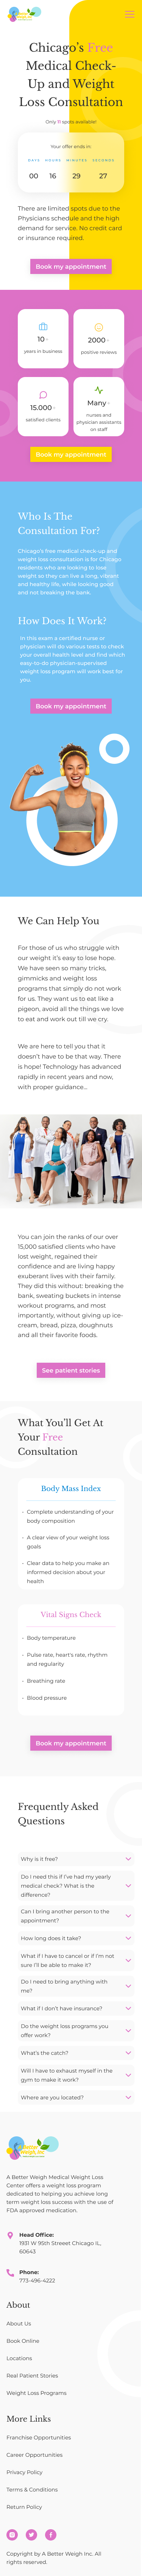 A Better Weigh, Inc
Chicago's Free
Medical Check-
Up and Weight
Loss Consultation
Only 11 spots available!!
Your offer ends in:
DAYS HOURS MINUTES SECONDS
00 16 29 27
There are limited spots due to the
Physicians schedule and the high
demand for service. No credit card
or insurance required.
Book my appointment
10 +
years in business
2000 +
positive reviews
15.000 +
satisfied clients
Many +
nurses and
physician assistants
on staff
Book my appointment
Who Is The
Consultation For?
Chicago's free medical check-up and
weight loss consultation is for Chicago
residents who are looking to lose
weight so they can live a long, vibrant
and healthy life, while looking good
and not breaking the bank.
How Does It Work?
In this exam a certified nurse or
physician will do various tests to check
your overall health level and find which
easy-to-do physician-supervised
weight loss program will work best for
you.
Book my appointment
We Can Help You
For those of us who struggle with
our weight it's easy to lose hope.
We have seen so many tricks,
gimmicks and weight loss
programs that simply do not work
for us. They want us to eat like a
pigeon, avoid all the things we love
to eat and work out till we cry.
We are here to tell you that it
doesn't have to be that way. There
is hope! Technology has advanced
rapidly in recent years and now,
with proper guidance...
You can join the ranks of our over
15,000 satisfied clients who have
lost weight, regained their
confidence and are living happy
exuberant lives with their family.
They did this without: breaking the
bank, sweating buckets in intense
workout programs, and most
importantly, without giving up ice-
cream, bread, pizza, doughnuts
and all their favorite foods.
See patient stories
What You'll Get At
Your Free
Consultation
Body Mass Index
- Complete understanding of your
body composition
- A clear view of your weight loss
goals
- Clear data to help you make an
informed decision about your
health
Vital Signs Check
- Body temperature
- Pulse rate, heart's rate, rhythm
and regularity
- Breathing rate
- Blood pressure
Book my appointment
Frequently Asked
Questions
Why is it free?
Do I need this if I've had my yearly
medical check? What is the
difference?
Can I bring another person to the
appointment?
How long does it take?
What if I have to cancel or if I'm not
sure I'll be able to make it?
Do I need to bring anything with
me?
What if I don't have insurance?
Do the weight loss programs you
offer work?
What's the catch?
Will I have to exhaust myself in the
gym to make it work?
Where are you located?
A Better Weigh, Inc
A Better Weigh Medical Weight Loss
Center offers a weight loss program
dedicated to helping you achieve long
term weight loss success with the use of
FDA approved medication.
Head Office:
1931 W 95th Streeet Chicago IL,
60643
Phone:
773-496-4222
About
About Us
Book Online
Locations
Real Patient Stories
Weight Loss Programs
More Links
Franchise Opportunities
Career Opportunities
Privacy Policy
Terms & Conditions
Return Policy
Copyright by A Better Weigh Inc. All
rights reserved.